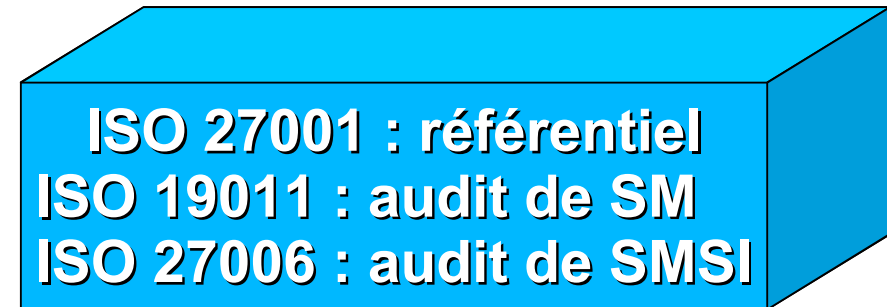 ISO 27001 : référentiel
ISO 19011 : audit de SM
ISO 27006 : audit de SMSI